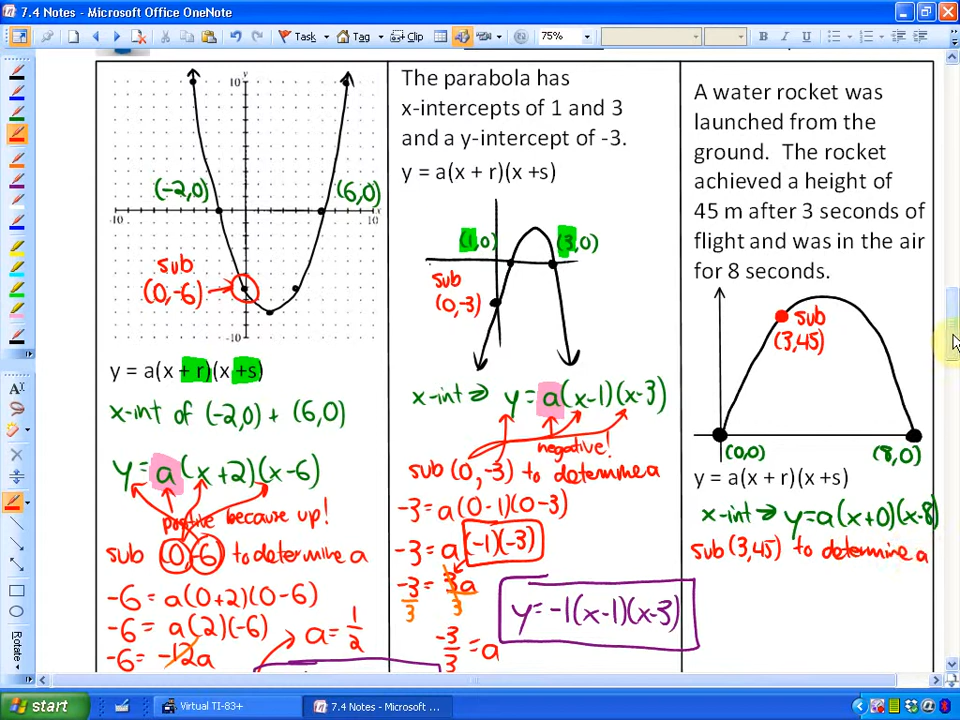 7.4 Notes - Microsoft Office OneNote
Task
Tag
Clip
75%
B I U
10
y
(-2,0)
(6,0)
-10
10
x
sub
(0,-6)
-10
y = a(x + r)(x +s)
x-int of (-2,0) + (6,0)
y = a(x+2)(x-6)
positive because up!
sub (0,-6) to determine a
-6 = a(0+2)(0-6)
-6 = a(2)(-6)
a = 1/2
-6 = -12a
The parabola has
x-intercepts of 1 and 3
and a y-intercept of -3.
y = a(x + r)(x +s)
(1,0)
(3,0)
sub
(0,-3)
x-int ⇒ y = a(x-1)(x-3)
negative!
sub (0,-3) to determine a
-3 = a(0-1)(0-3)
-3 = a(-1)(-3)
-3/3 = 3a/3
y = -1(x-1)(x-3)
-3/3 = a
A water rocket was
launched from the
ground. The rocket
achieved a height of
45 m after 3 seconds of
flight and was in the air
for 8 seconds.
sub
(3,45)
(0,0)
(8,0)
y = a(x + r)(x +s)
x-int → y=a(x+0)(x-8)
sub (3,45) to determine a
Rotate
start
Virtual TI-83+
7.4 Notes - Microsoft ...